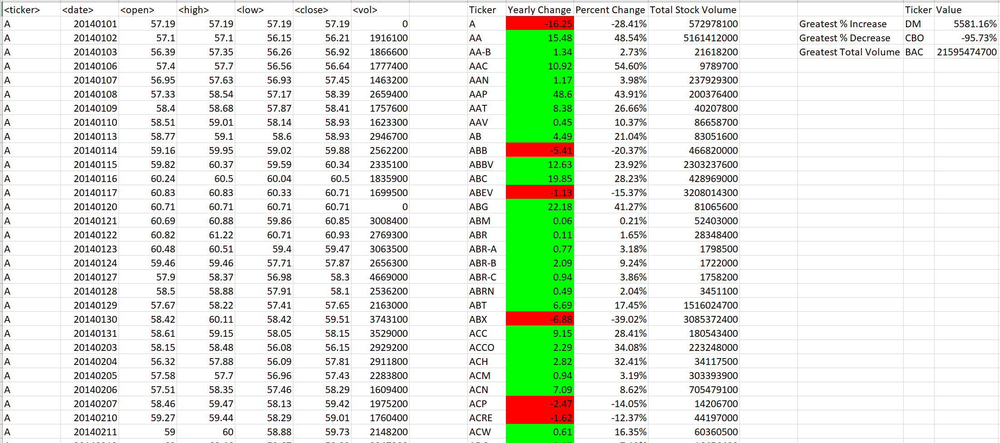 <ticker> <date> <open> <high> <low> <close> <vol> Ticker Yearly Change Percent Change Total Stock Volume Ticker Value
A 20140101 57.19 57.19 57.19 57.19 0 A -16.25 -28.41% 572978100 Greatest % Increase DM 5581.16%
A 20140102 57.1 57.1 56.15 56.21 1916100 AA 15.48 48.54% 5161412000 Greatest % Decrease CBO -95.73%
A 20140103 56.39 57.35 56.26 56.92 1866600 AA-B 1.34 2.73% 21618200 Greatest Total Volume BAC 21595474700
A 20140106 57.4 57.7 56.56 56.64 1777400 AAC 10.92 54.60% 9789700
A 20140107 56.95 57.63 56.93 57.45 1463200 AAN 1.17 3.98% 237929300
A 20140108 57.33 58.54 57.17 58.39 2659400 AAP 48.6 43.91% 200376400
A 20140109 58.4 58.68 57.87 58.41 1757600 AAT 8.38 26.66% 40207800
A 20140110 58.51 59.01 58.14 58.93 1623300 AAV 0.45 10.37% 86658700
A 20140113 58.77 59.1 58.6 58.93 2946700 AB 4.49 21.04% 83051600
A 20140114 59.16 59.95 59.02 59.88 2562200 ABB -5.41 -20.37% 466820000
A 20140115 59.82 60.37 59.59 60.34 2335100 ABBV 12.63 23.92% 2303237600
A 20140116 60.24 60.5 60.04 60.5 1835900 ABC 19.85 28.23% 428969000
A 20140117 60.83 60.83 60.33 60.71 1699500 ABEV -1.13 -15.37% 3208014300
A 20140120 60.71 60.71 60.71 60.71 0 ABG 22.18 41.27% 81065600
A 20140121 60.69 60.88 59.86 60.85 3008400 ABM 0.06 0.21% 52403000
A 20140122 60.82 61.22 60.71 60.93 2769300 ABR 0.11 1.65% 28348400
A 20140123 60.48 60.51 59.4 59.47 3063500 ABR-A 0.77 3.18% 1798500
A 20140124 59.46 59.46 57.71 57.87 2656300 ABR-B 2.09 9.24% 1722000
A 20140127 57.9 58.37 56.98 58.3 4669000 ABR-C 0.94 3.86% 1758200
A 20140128 58.5 58.88 57.91 58.1 2536200 ABRN 0.49 2.04% 3451100
A 20140129 57.67 58.22 57.41 57.65 2163000 ABT 6.69 17.45% 1516024700
A 20140130 58.42 60.11 58.42 59.51 3743100 ABX -6.88 -39.02% 3085372400
A 20140131 58.61 59.15 58.05 58.15 3529000 ACC 9.15 28.41% 180543400
A 20140203 58.15 58.48 56.08 56.15 2929200 ACCO 2.29 34.08% 223248000
A 20140204 56.32 57.88 56.09 57.81 2911800 ACH 2.82 32.41% 34117500
A 20140205 57.58 57.7 56.96 57.43 2283800 ACM 0.94 3.19% 303393900
A 20140206 57.51 58.35 57.46 58.29 1609400 ACN 7.09 8.62% 705479100
A 20140207 58.46 59.47 58.13 59.42 1975200 ACP -2.47 -14.05% 14206700
A 20140210 59.27 59.44 58.29 59.01 1760400 ACRE -1.62 -12.37% 44197000
A 20140211 59 60 58.88 59.73 2148200 ACW 0.61 16.35% 60360500